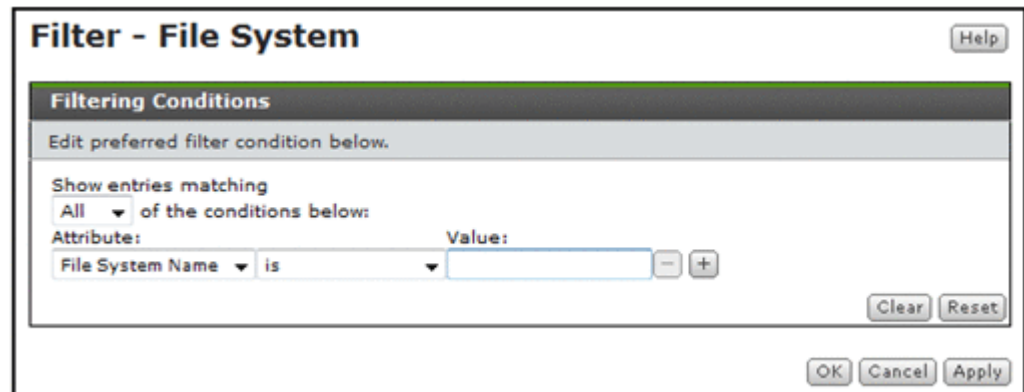 Filter - File System
Help
Filtering Conditions
Edit preferred filter condition below.
Show entries matching
All of the conditions below:
Attribute: Value:
File System Name is - +
Clear Reset
OK Cancel Apply